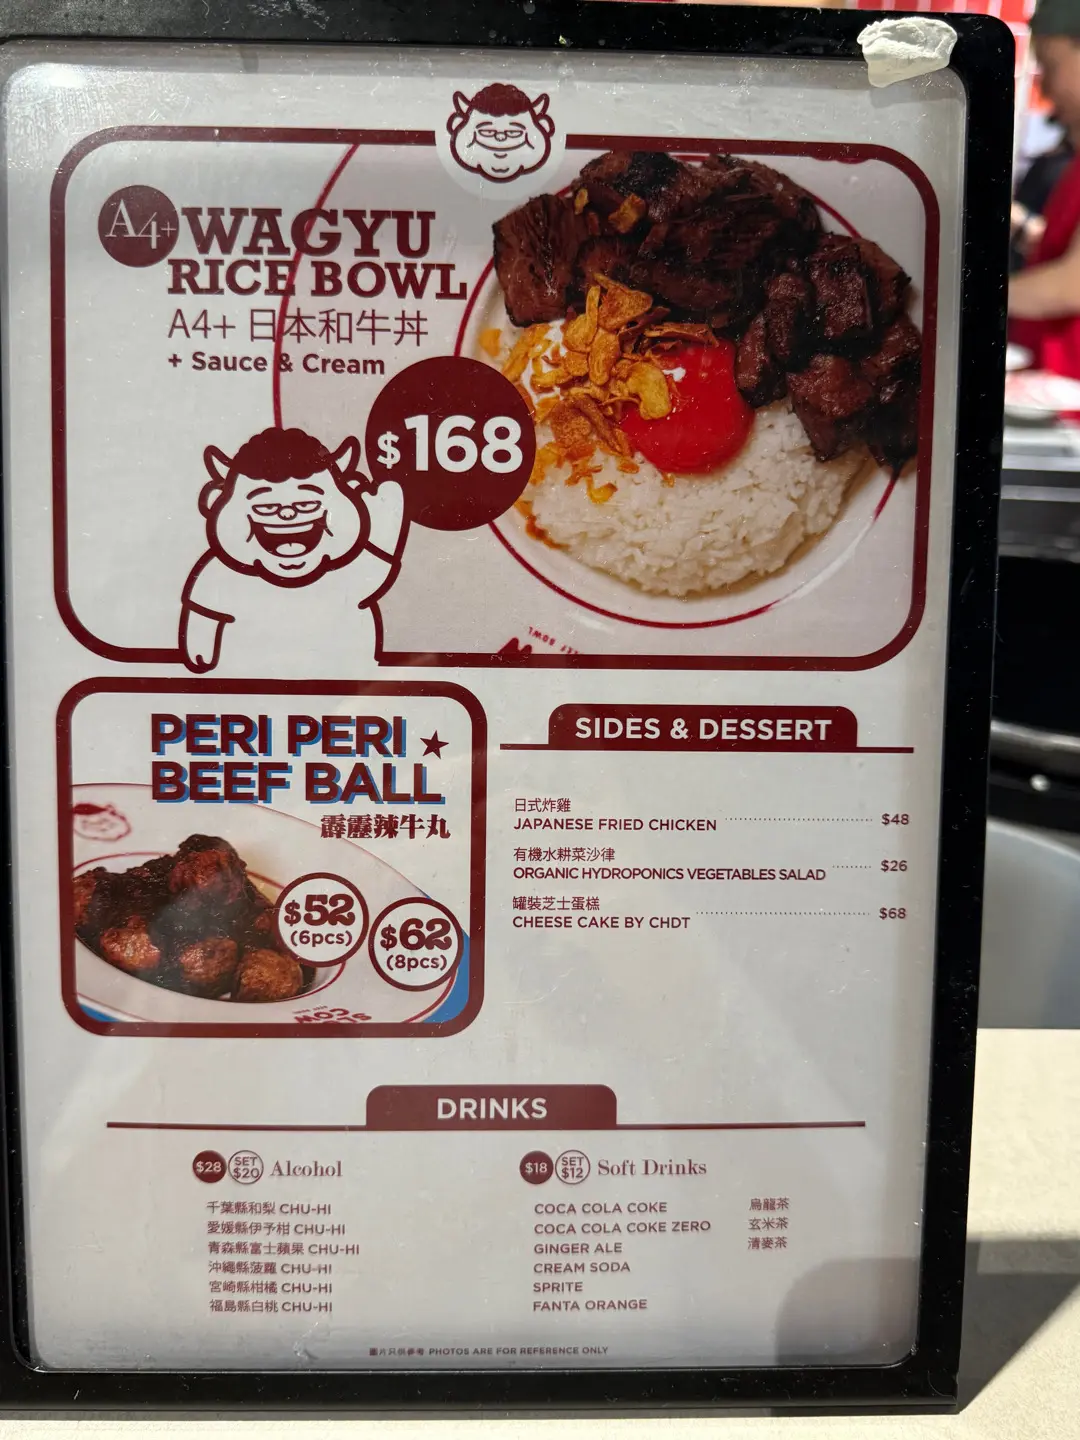 A4+ WAGYU
RICE BOWL
A4+ 日本和牛丼
+ Sauce & Cream
$168
PERI PERI
BEEF BALL
霹靂辣牛丸
$52
(6pcs)
$62
(8pcs)
SIDES & DESSERT
日式炸雞
JAPANESE FRIED CHICKEN $48
有機水耕菜沙律
ORGANIC HYDROPONICS VEGETABLES SALAD $26
罐裝芝士蛋糕
CHEESE CAKE BY CHDT $68
DRINKS
$28 SET $20 Alcohol
千葉縣和梨 CHU-HI
愛媛縣伊予柑 CHU-HI
青森縣富士蘋果 CHU-HI
沖繩縣菠蘿 CHU-HI
宮崎縣柑橘 CHU-HI
福島縣白桃 CHU-HI
$18 SET $12 Soft Drinks
COCA COLA COKE
COCA COLA COKE ZERO
GINGER ALE
CREAM SODA
SPRITE
FANTA ORANGE
烏龍茶
玄米茶
清麥茶
圖片只供參考 PHOTOS ARE FOR REFERENCE ONLY